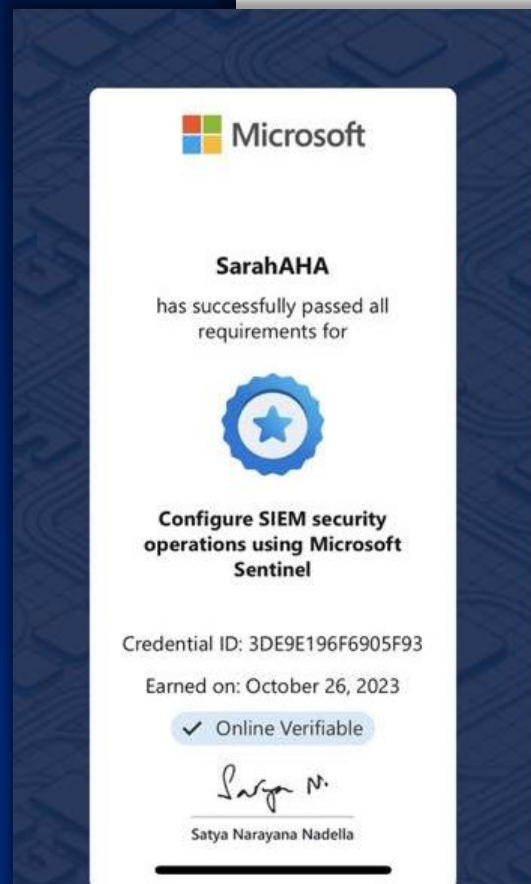 Microsoft
SarahAHA
has successfully passed all
requirements for
Configure SIEM security
operations using Microsoft
Sentinel
Credential ID: 3DE9E196F6905F93
Earned on: October 26, 2023
Online Verifiable
Satya N.
Satya Narayana Nadella